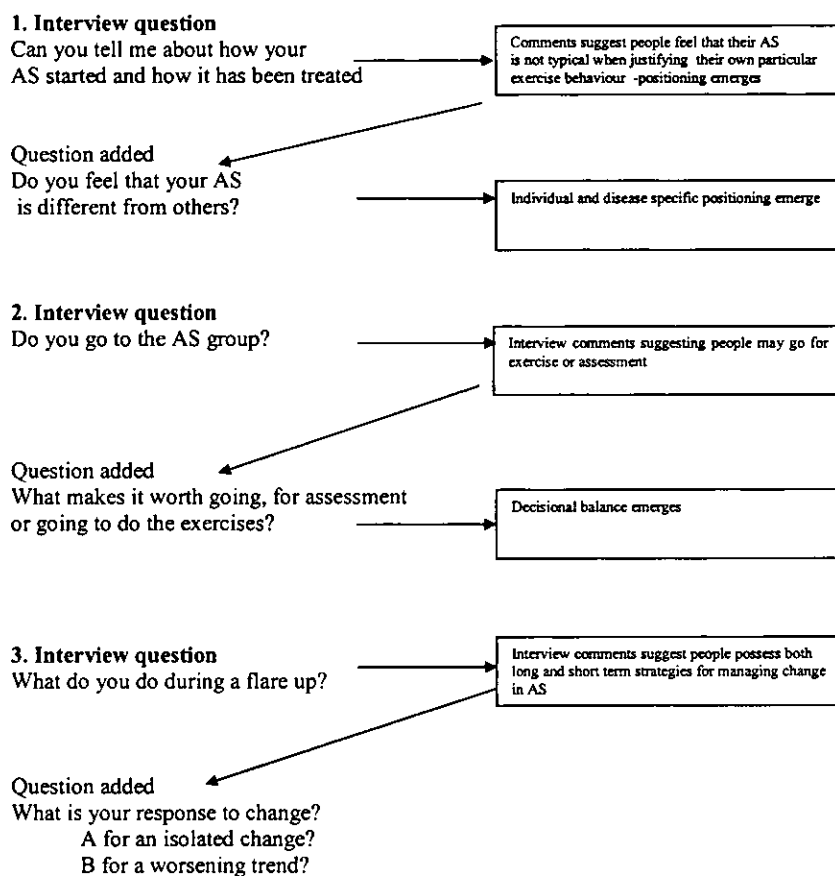 1. Interview question
Can you tell me about how your
AS started and how it has been treated
Comments suggest people feel that their AS
is not typical when justifying their own particular
exercise behaviour -positioning emerges
Question added
Do you feel that your AS
is different from others?
Individual and disease specific positioning emerge
2. Interview question
Do you go to the AS group?
Interview comments suggesting people may go for
exercise or assessment
Question added
What makes it worth going, for assessment
or going to do the exercises?
Decisional balance emerges
3. Interview question
What do you do during a flare up?
Interview comments suggest people possess both
long and short term strategies for managing change
in AS
Question added
What is your response to change?
A for an isolated change?
B for a worsening trend?